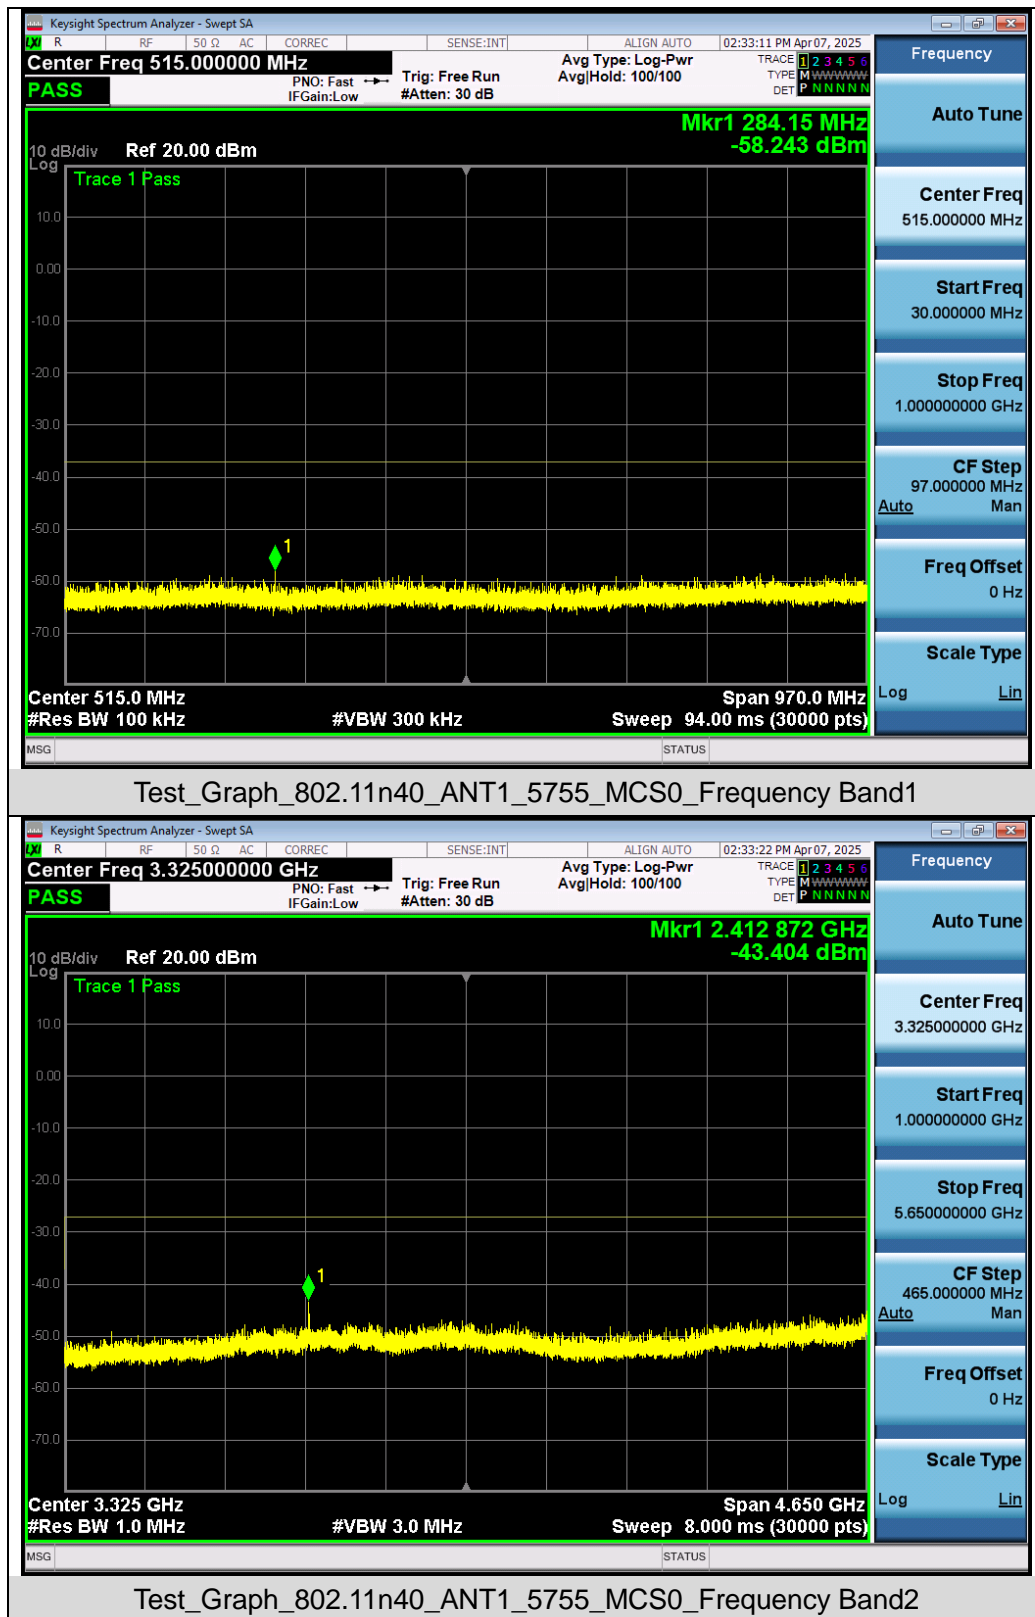 Keysight Spectrum Analyzer - Swept SA
LXI R RF 50 Ω AC CORREC SENSE:INT ALIGN AUTO 02:33:11 PM Apr 07, 2025
Center Freq 515.000000 MHz
PASS
PNO: Fast
IFGain:Low
Trig: Free Run
#Atten: 30 dB
Avg Type: Log-Pwr
Avg|Hold: 100/100
TRACE 1 2 3 4 5 6
TYPE M WWWWW
DET P N N N N N
Mkr1 284.15 MHz
-58.243 dBm
10 dB/div Ref 20.00 dBm
Log
Trace 1 Pass
10.0
0.00
-10.0
-20.0
-30.0
-40.0
-50.0
-60.0
-70.0
1
Center 515.0 MHz Span 970.0 MHz
#Res BW 100 kHz #VBW 300 kHz Sweep 94.00 ms (30000 pts)
MSG STATUS
Frequency
Auto Tune
Center Freq
515.000000 MHz
Start Freq
30.000000 MHz
Stop Freq
1.000000000 GHz
CF Step
97.000000 MHz
Auto Man
Freq Offset
0 Hz
Scale Type
Log Lin
Test_Graph_802.11n40_ANT1_5755_MCS0_Frequency Band1
Keysight Spectrum Analyzer - Swept SA
LXI R RF 50 Ω AC CORREC SENSE:INT ALIGN AUTO 02:33:22 PM Apr 07, 2025
Center Freq 3.325000000 GHz
PASS
PNO: Fast
IFGain:Low
Trig: Free Run
#Atten: 30 dB
Avg Type: Log-Pwr
Avg|Hold: 100/100
TRACE 1 2 3 4 5 6
TYPE M WWWWW
DET P N N N N N
Mkr1 2.412 872 GHz
-43.404 dBm
10 dB/div Ref 20.00 dBm
Log
Trace 1 Pass
10.0
0.00
-10.0
-20.0
-30.0
-40.0
-50.0
-60.0
-70.0
1
Center 3.325 GHz Span 4.650 GHz
#Res BW 1.0 MHz #VBW 3.0 MHz Sweep 8.000 ms (30000 pts)
MSG STATUS
Frequency
Auto Tune
Center Freq
3.325000000 GHz
Start Freq
1.000000000 GHz
Stop Freq
5.650000000 GHz
CF Step
465.000000 MHz
Auto Man
Freq Offset
0 Hz
Scale Type
Log Lin
Test_Graph_802.11n40_ANT1_5755_MCS0_Frequency Band2